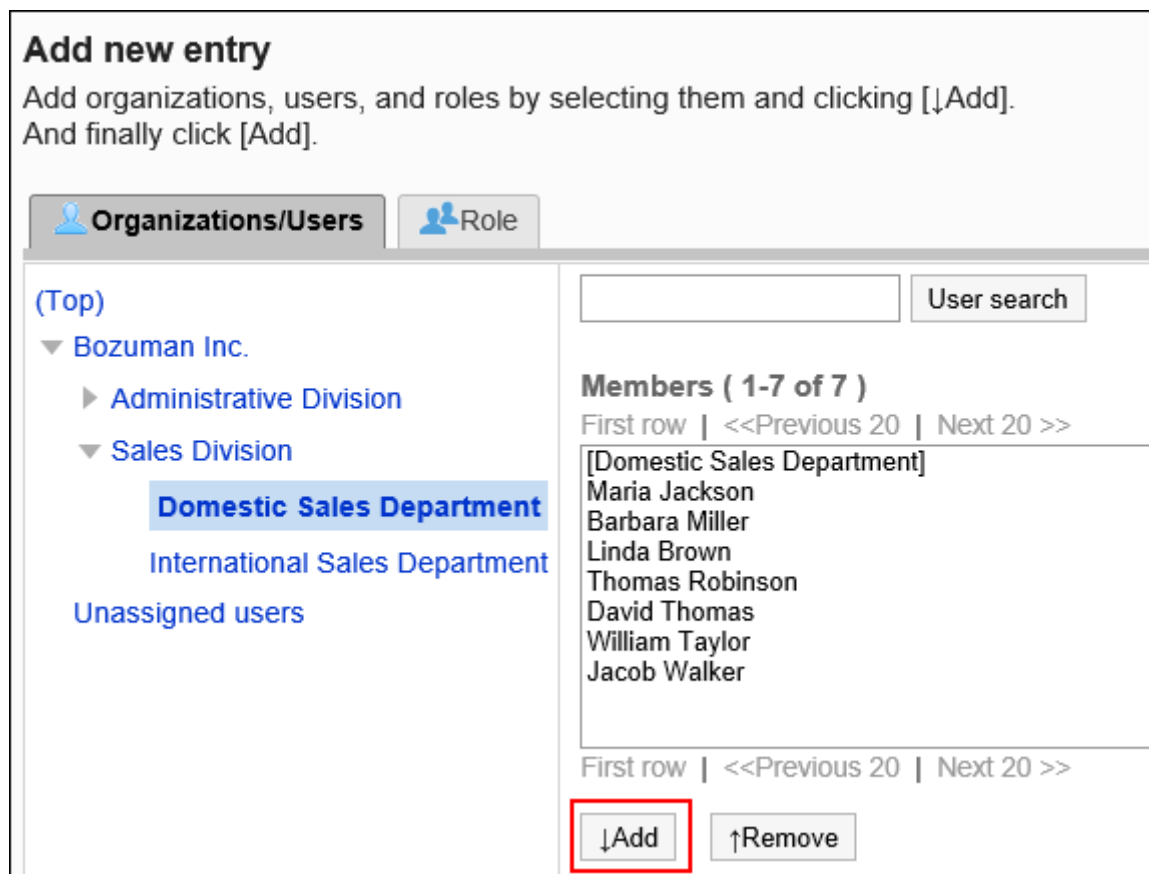 Add new entry
Add organizations, users, and roles by selecting them and clicking [↓Add].
And finally click [Add].
Organizations/Users
Role
(Top)
Bozuman Inc.
Administrative Division
Sales Division
Domestic Sales Department
International Sales Department
Unassigned users
User search
Members ( 1-7 of 7 )
First row | <<Previous 20 | Next 20 >>
[Domestic Sales Department]
Maria Jackson
Barbara Miller
Linda Brown
Thomas Robinson
David Thomas
William Taylor
Jacob Walker
First row | <<Previous 20 | Next 20 >>
↓Add ↑Remove